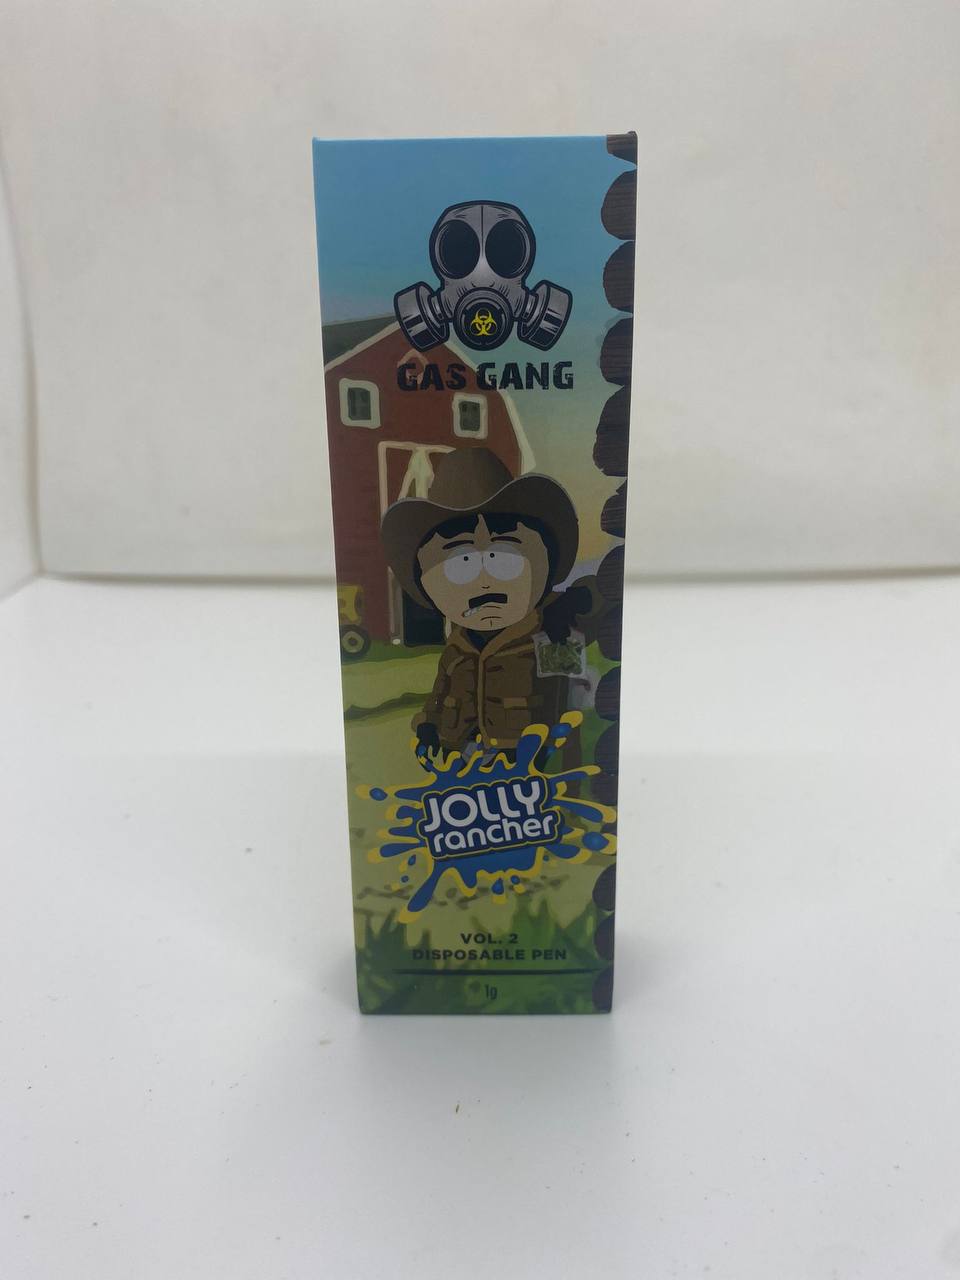 GAS GANG
JOLLY
rancher
VOL. 2
DISPOSABLE PEN
1g